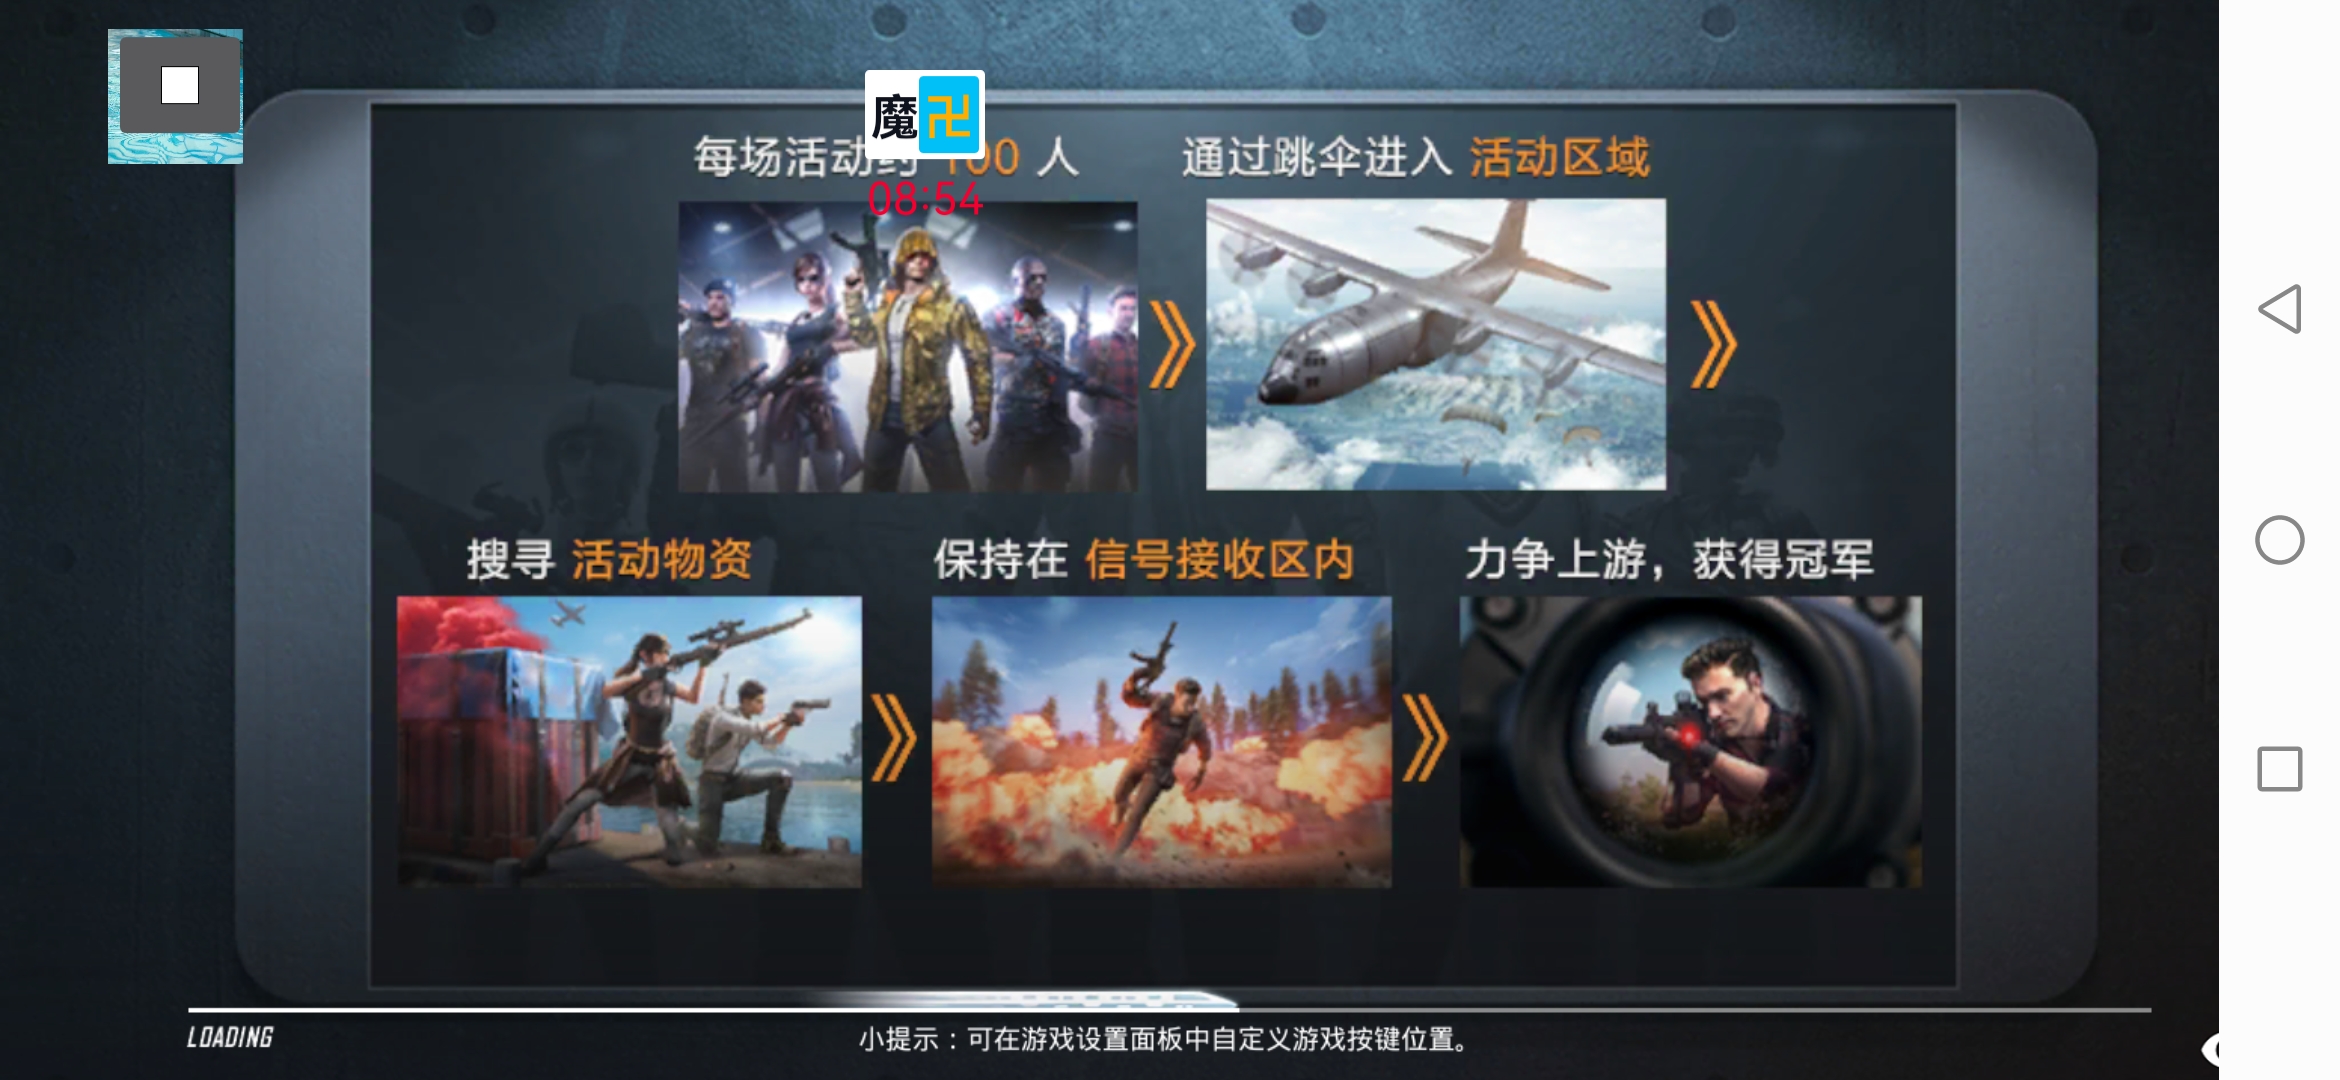 魔卍
每场活动约 100 人
通过跳伞进入 活动区域
08:54
搜寻 活动物资
保持在 信号接收区内
力争上游，获得冠军
LOADING
小提示：可在游戏设置面板中自定义游戏按键位置。